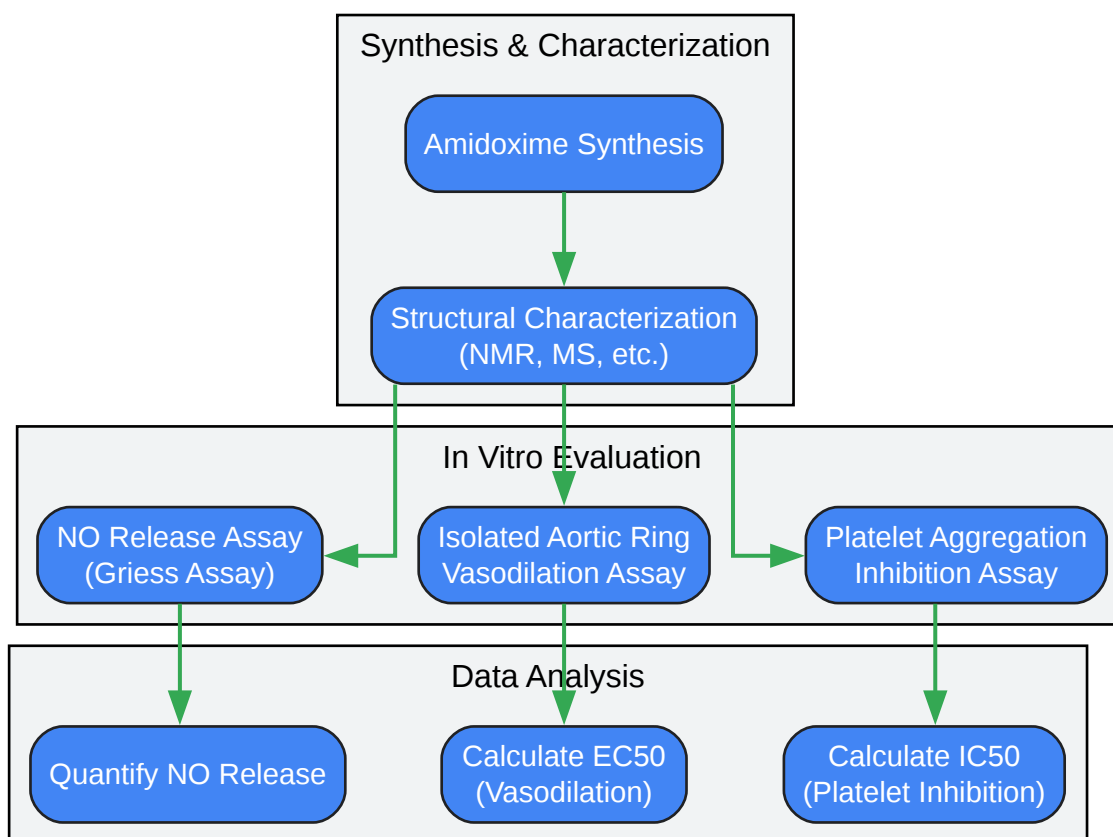 Synthesis & Characterization
Amidoxime Synthesis
Structural Characterization
(NMR, MS, etc.)
In Vitro Evaluation
NO Release Assay
(Griess Assay)
Isolated Aortic Ring
Vasodilation Assay
Platelet Aggregation
Inhibition Assay
Data Analysis
Quantify NO Release
Calculate EC50
(Vasodilation)
Calculate IC50
(Platelet Inhibition)